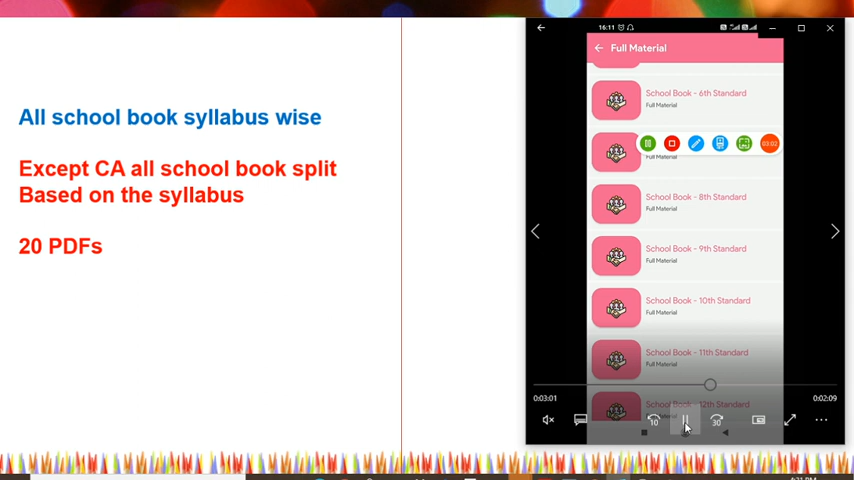 All school book syllabus wise
Except CA all school book split
Based on the syllabus
20 PDFs
16:11
Full Material
School Book - 6th Standard
Full Material
03:02
Full Material
School Book - 8th Standard
Full Material
School Book - 9th Standard
Full Material
School Book - 10th Standard
Full Material
School Book - 11th Standard
Full Material
School Book - 12th Standard
0:03:01
0:02:09
10
30
4:21 PM